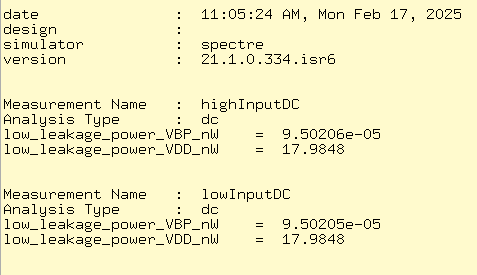 date : 11:05:24 AM, Mon Feb 17, 2025
design :
simulator : spectre
version : 21.1.0.334.isr6
Measurement Name : highInputDC
Analysis Type : dc
low_leakage_power_VBP_nW = 9.50206e-05
low_leakage_power_VDD_nW = 17.9848
Measurement Name : lowInputDC
Analysis Type : dc
low_leakage_power_VBP_nW = 9.50205e-05
low_leakage_power_VDD_nW = 17.9848